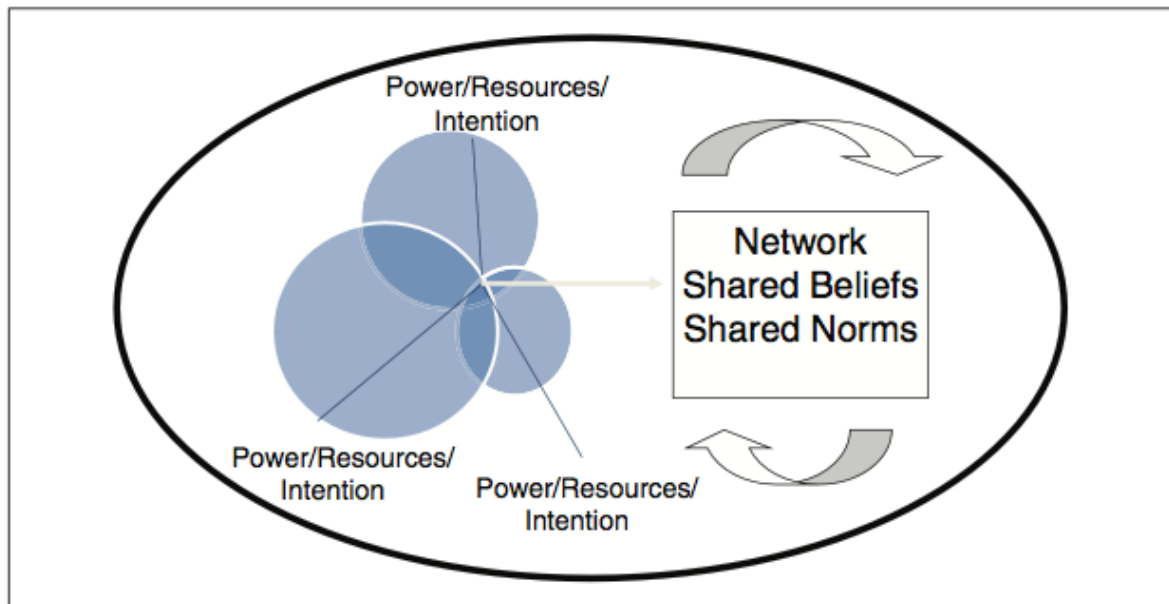 Power/Resources/
Intention
Network
Shared Beliefs
Shared Norms
Power/Resources/
Intention
Power/Resources/
Intention